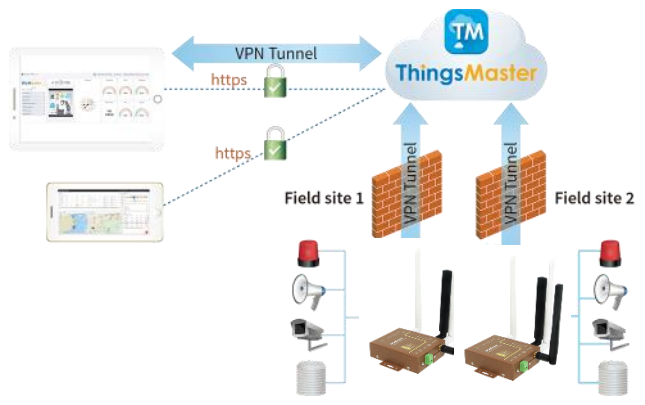 VPN Tunnel
TM
ThingsMaster
https
https
Field site 1
VPN Tunnel
VPN Tunnel
Field site 2